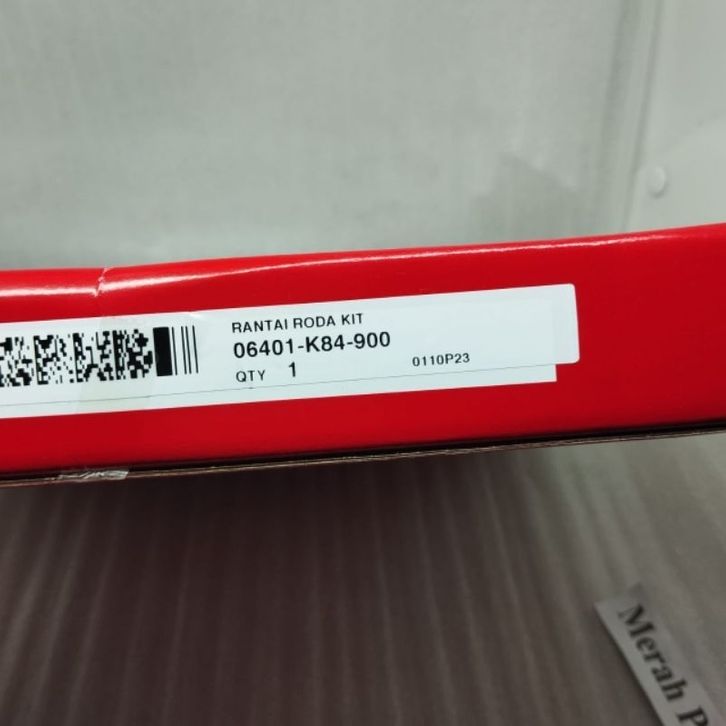 RANTAI RODA KIT
06401-K84-900
QTY 1 0110P23
Merah